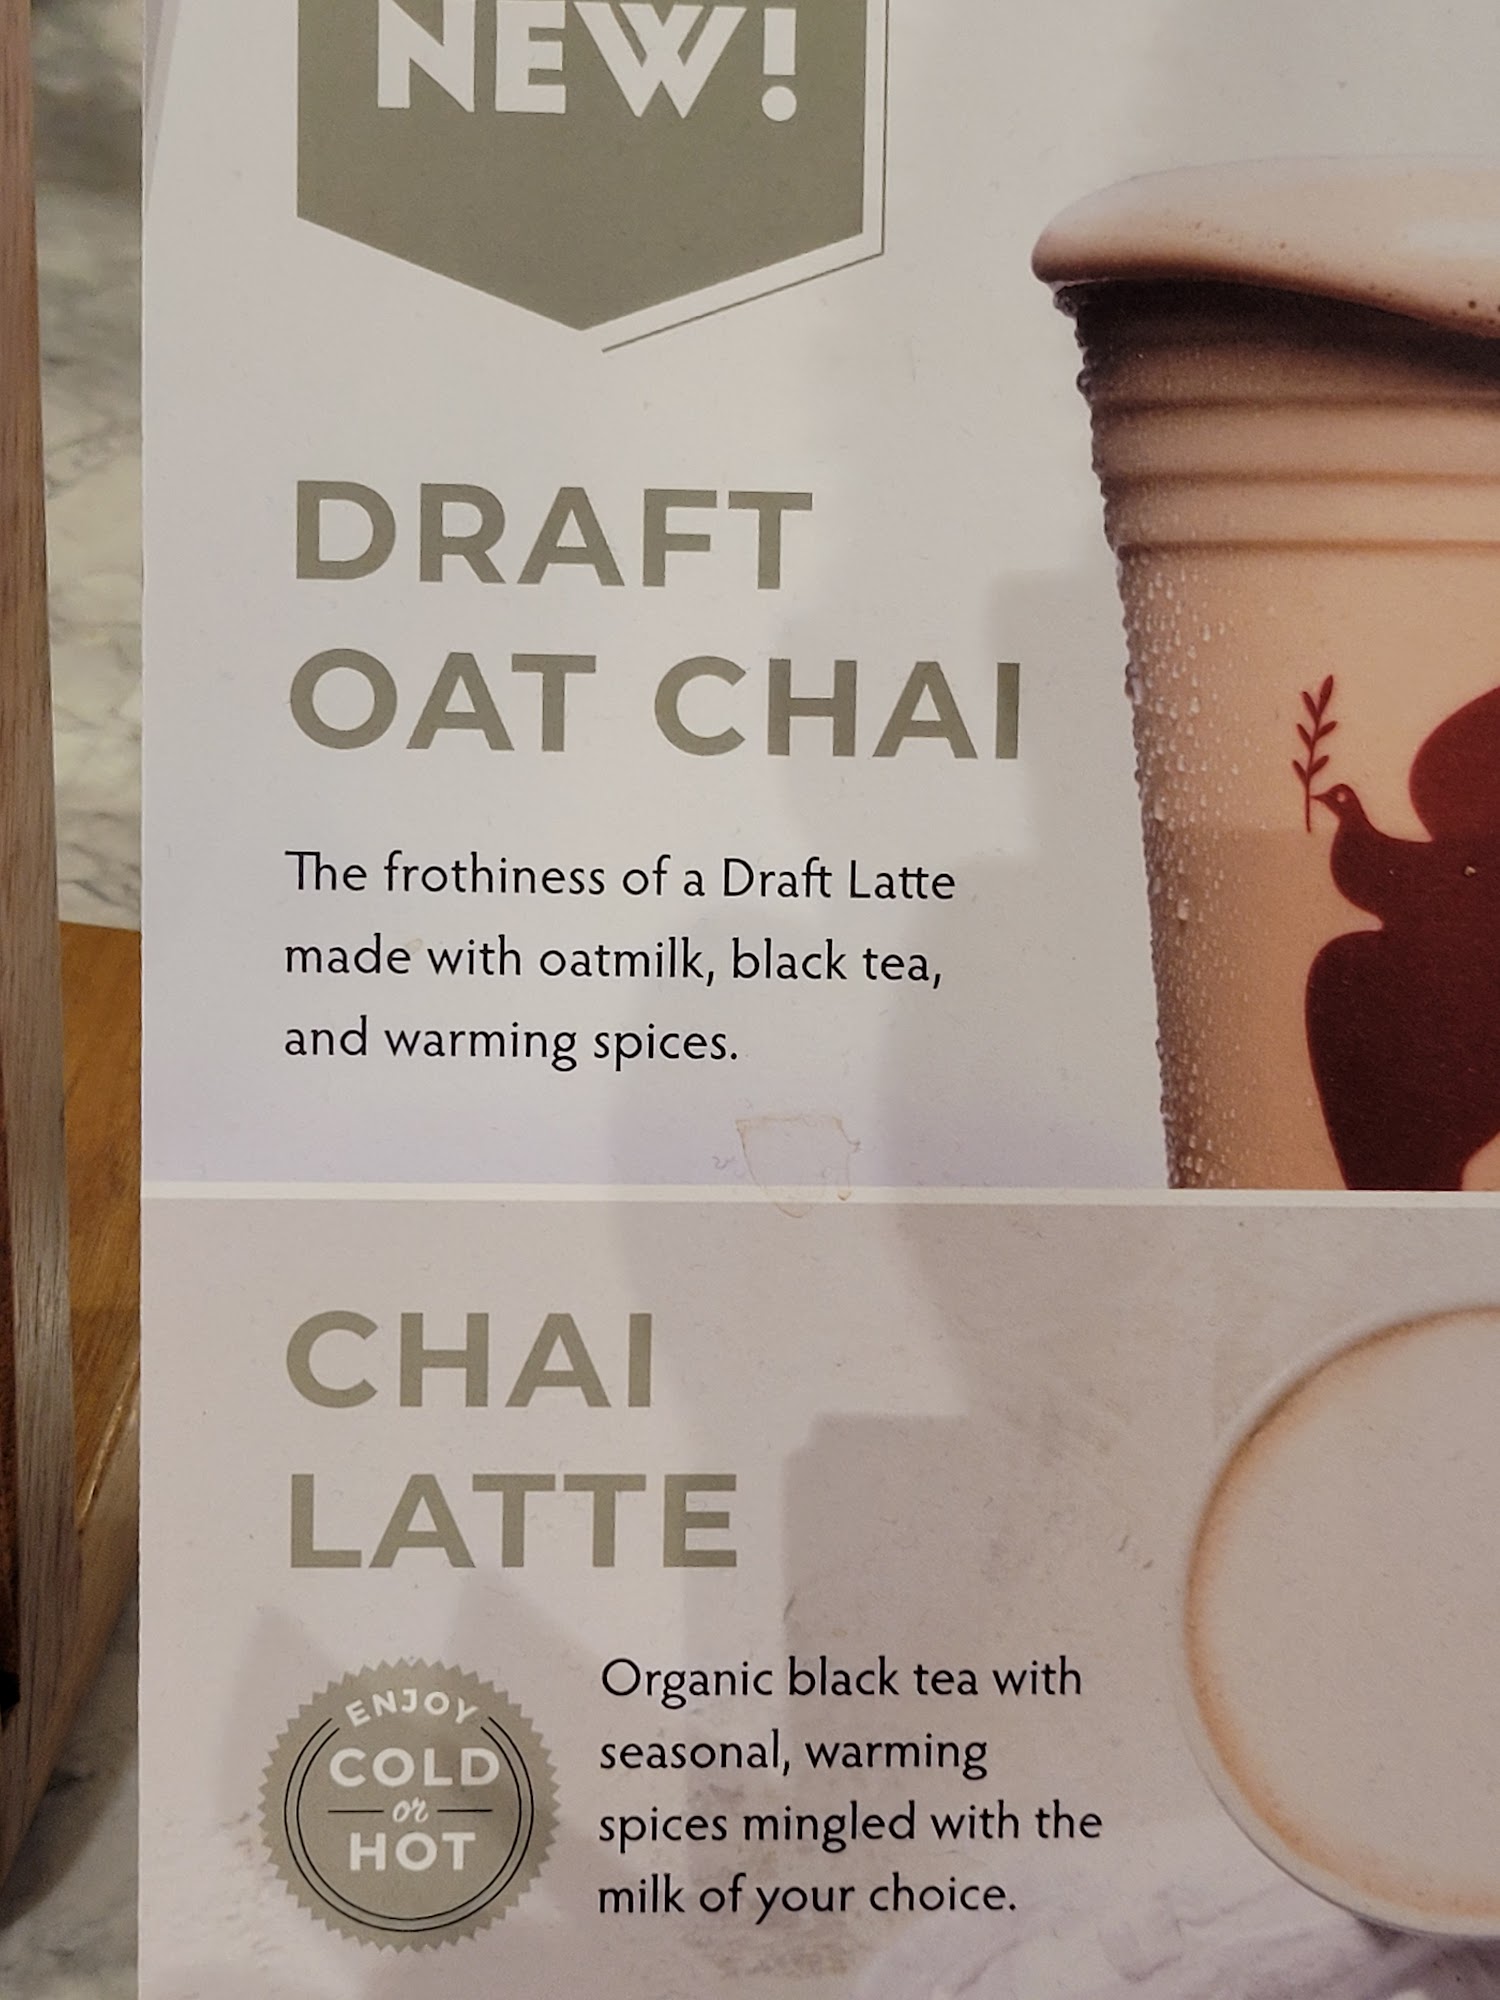 NEW!
DRAFT
OAT CHAI
The frothiness of a Draft Latte
made with oatmilk, black tea,
and warming spices.
CHAI
LATTE
ENJOY
COLD
or
HOT
Organic black tea with
seasonal, warming
spices mingled with the
milk of your choice.